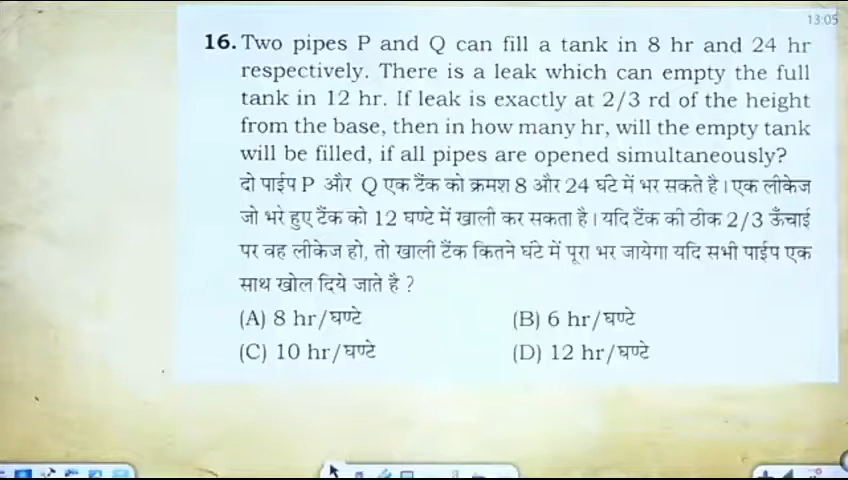 13:05
16. Two pipes P and Q can fill a tank in 8 hr and 24 hr
respectively. There is a leak which can empty the full
tank in 12 hr. If leak is exactly at 2/3 rd of the height
from the base, then in how many hr, will the empty tank
will be filled, if all pipes are opened simultaneously?
दो पाईप P और Q एक टैंक को क्रमश 8 और 24 घंटे में भर सकते है। एक लीकेज
जो भरे हुए टैंक को 12 घण्टे में खाली कर सकता है। यदि टैंक की ठीक 2/3 ऊँचाई
पर वह लीकेज हो, तो खाली टैंक कितने घंटे में पूरा भर जायेगा यदि सभी पाईप एक
साथ खोल दिये जाते है ?
(A) 8 hr/घण्टे (B) 6 hr/घण्टे
(C) 10 hr/घण्टे (D) 12 hr/घण्टे